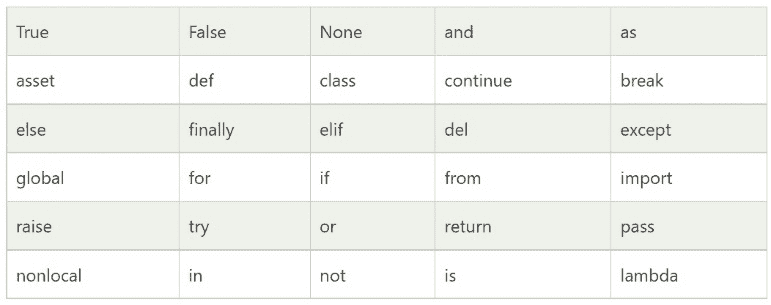 True False None and as
asset def class continue break
else finally elif del except
global for if from import
raise try or return pass
nonlocal in not is lambda